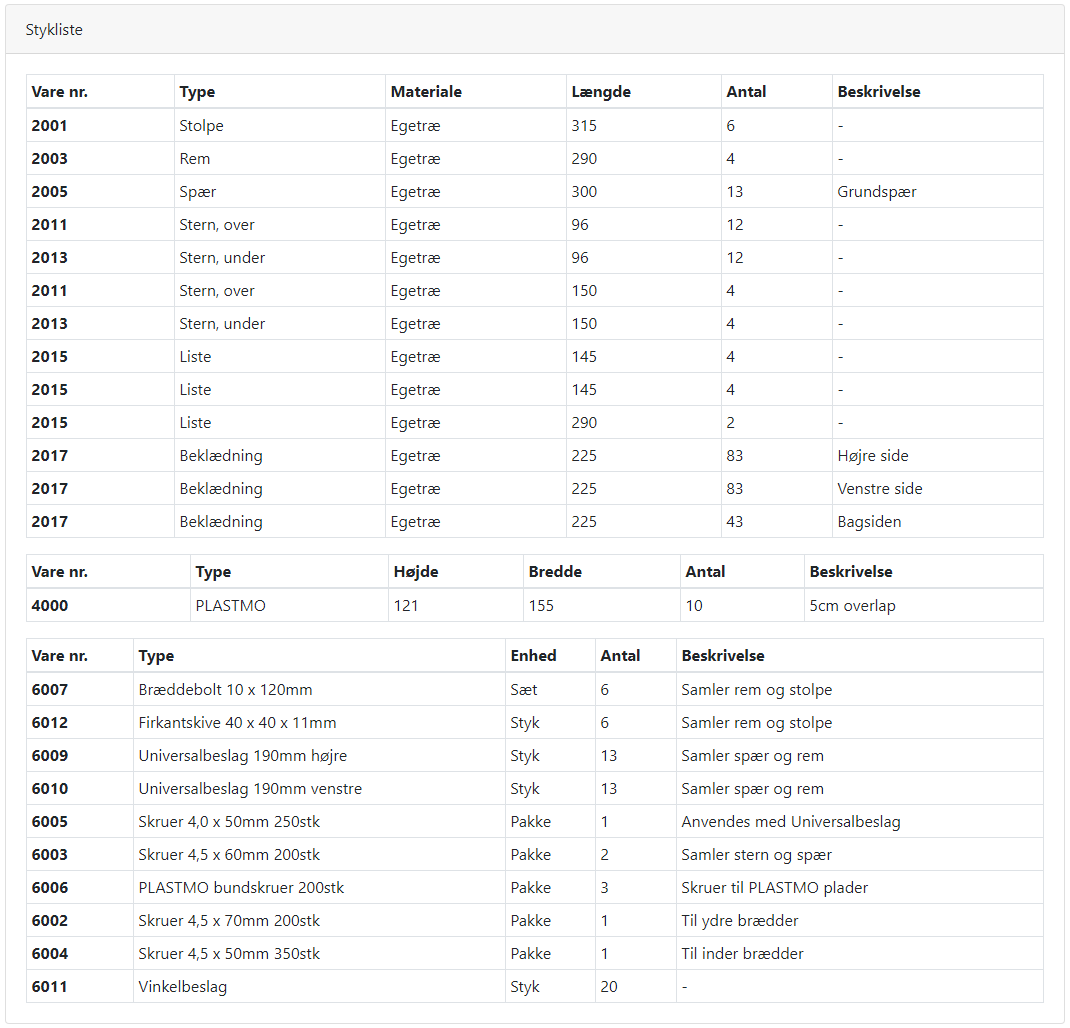 Stykliste
Vare nr. Type Materiale Længde Antal Beskrivelse
2001 Stolpe Egetræ 315 6 -
2003 Rem Egetræ 290 4 -
2005 Spær Egetræ 300 13 Grundspær
2011 Stern, over Egetræ 96 12 -
2013 Stern, under Egetræ 96 12 -
2011 Stern, over Egetræ 150 4 -
2013 Stern, under Egetræ 150 4 -
2015 Liste Egetræ 145 4 -
2015 Liste Egetræ 145 4 -
2015 Liste Egetræ 290 2 -
2017 Beklædning Egetræ 225 83 Højre side
2017 Beklædning Egetræ 225 83 Venstre side
2017 Beklædning Egetræ 225 43 Bagsiden
Vare nr. Type Højde Bredde Antal Beskrivelse
4000 PLASTMO 121 155 10 5cm overlap
Vare nr. Type Enhed Antal Beskrivelse
6007 Bræddebolt 10 x 120mm Sæt 6 Samler rem og stolpe
6012 Firkantskive 40 x 40 x 11mm Styk 6 Samler rem og stolpe
6009 Universalbeslag 190mm højre Styk 13 Samler spær og rem
6010 Universalbeslag 190mm venstre Styk 13 Samler spær og rem
6005 Skruer 4,0 x 50mm 250stk Pakke 1 Anvendes med Universalbeslag
6003 Skruer 4,5 x 60mm 200stk Pakke 2 Samler stern og spær
6006 PLASTMO bundskruer 200stk Pakke 3 Skruer til PLASTMO plader
6002 Skruer 4,5 x 70mm 200stk Pakke 1 Til ydre brædder
6004 Skruer 4,5 x 50mm 350stk Pakke 1 Til inder brædder
6011 Vinkelbeslag Styk 20 -